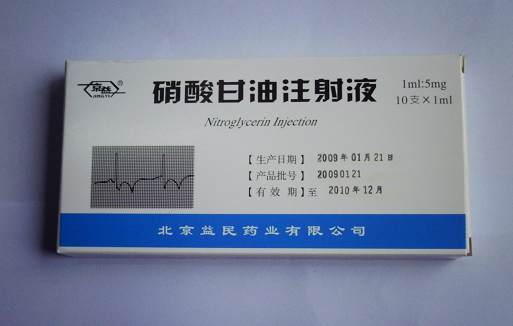 京益®
JINGYI
硝酸甘油注射液
1ml:5mg
10支×1ml
Nitroglycerin Injection
【生产日期】 2009年01月21日
【产品批号】 20090121
【有 效 期】至 2010年12月
北京益民药业有限公司